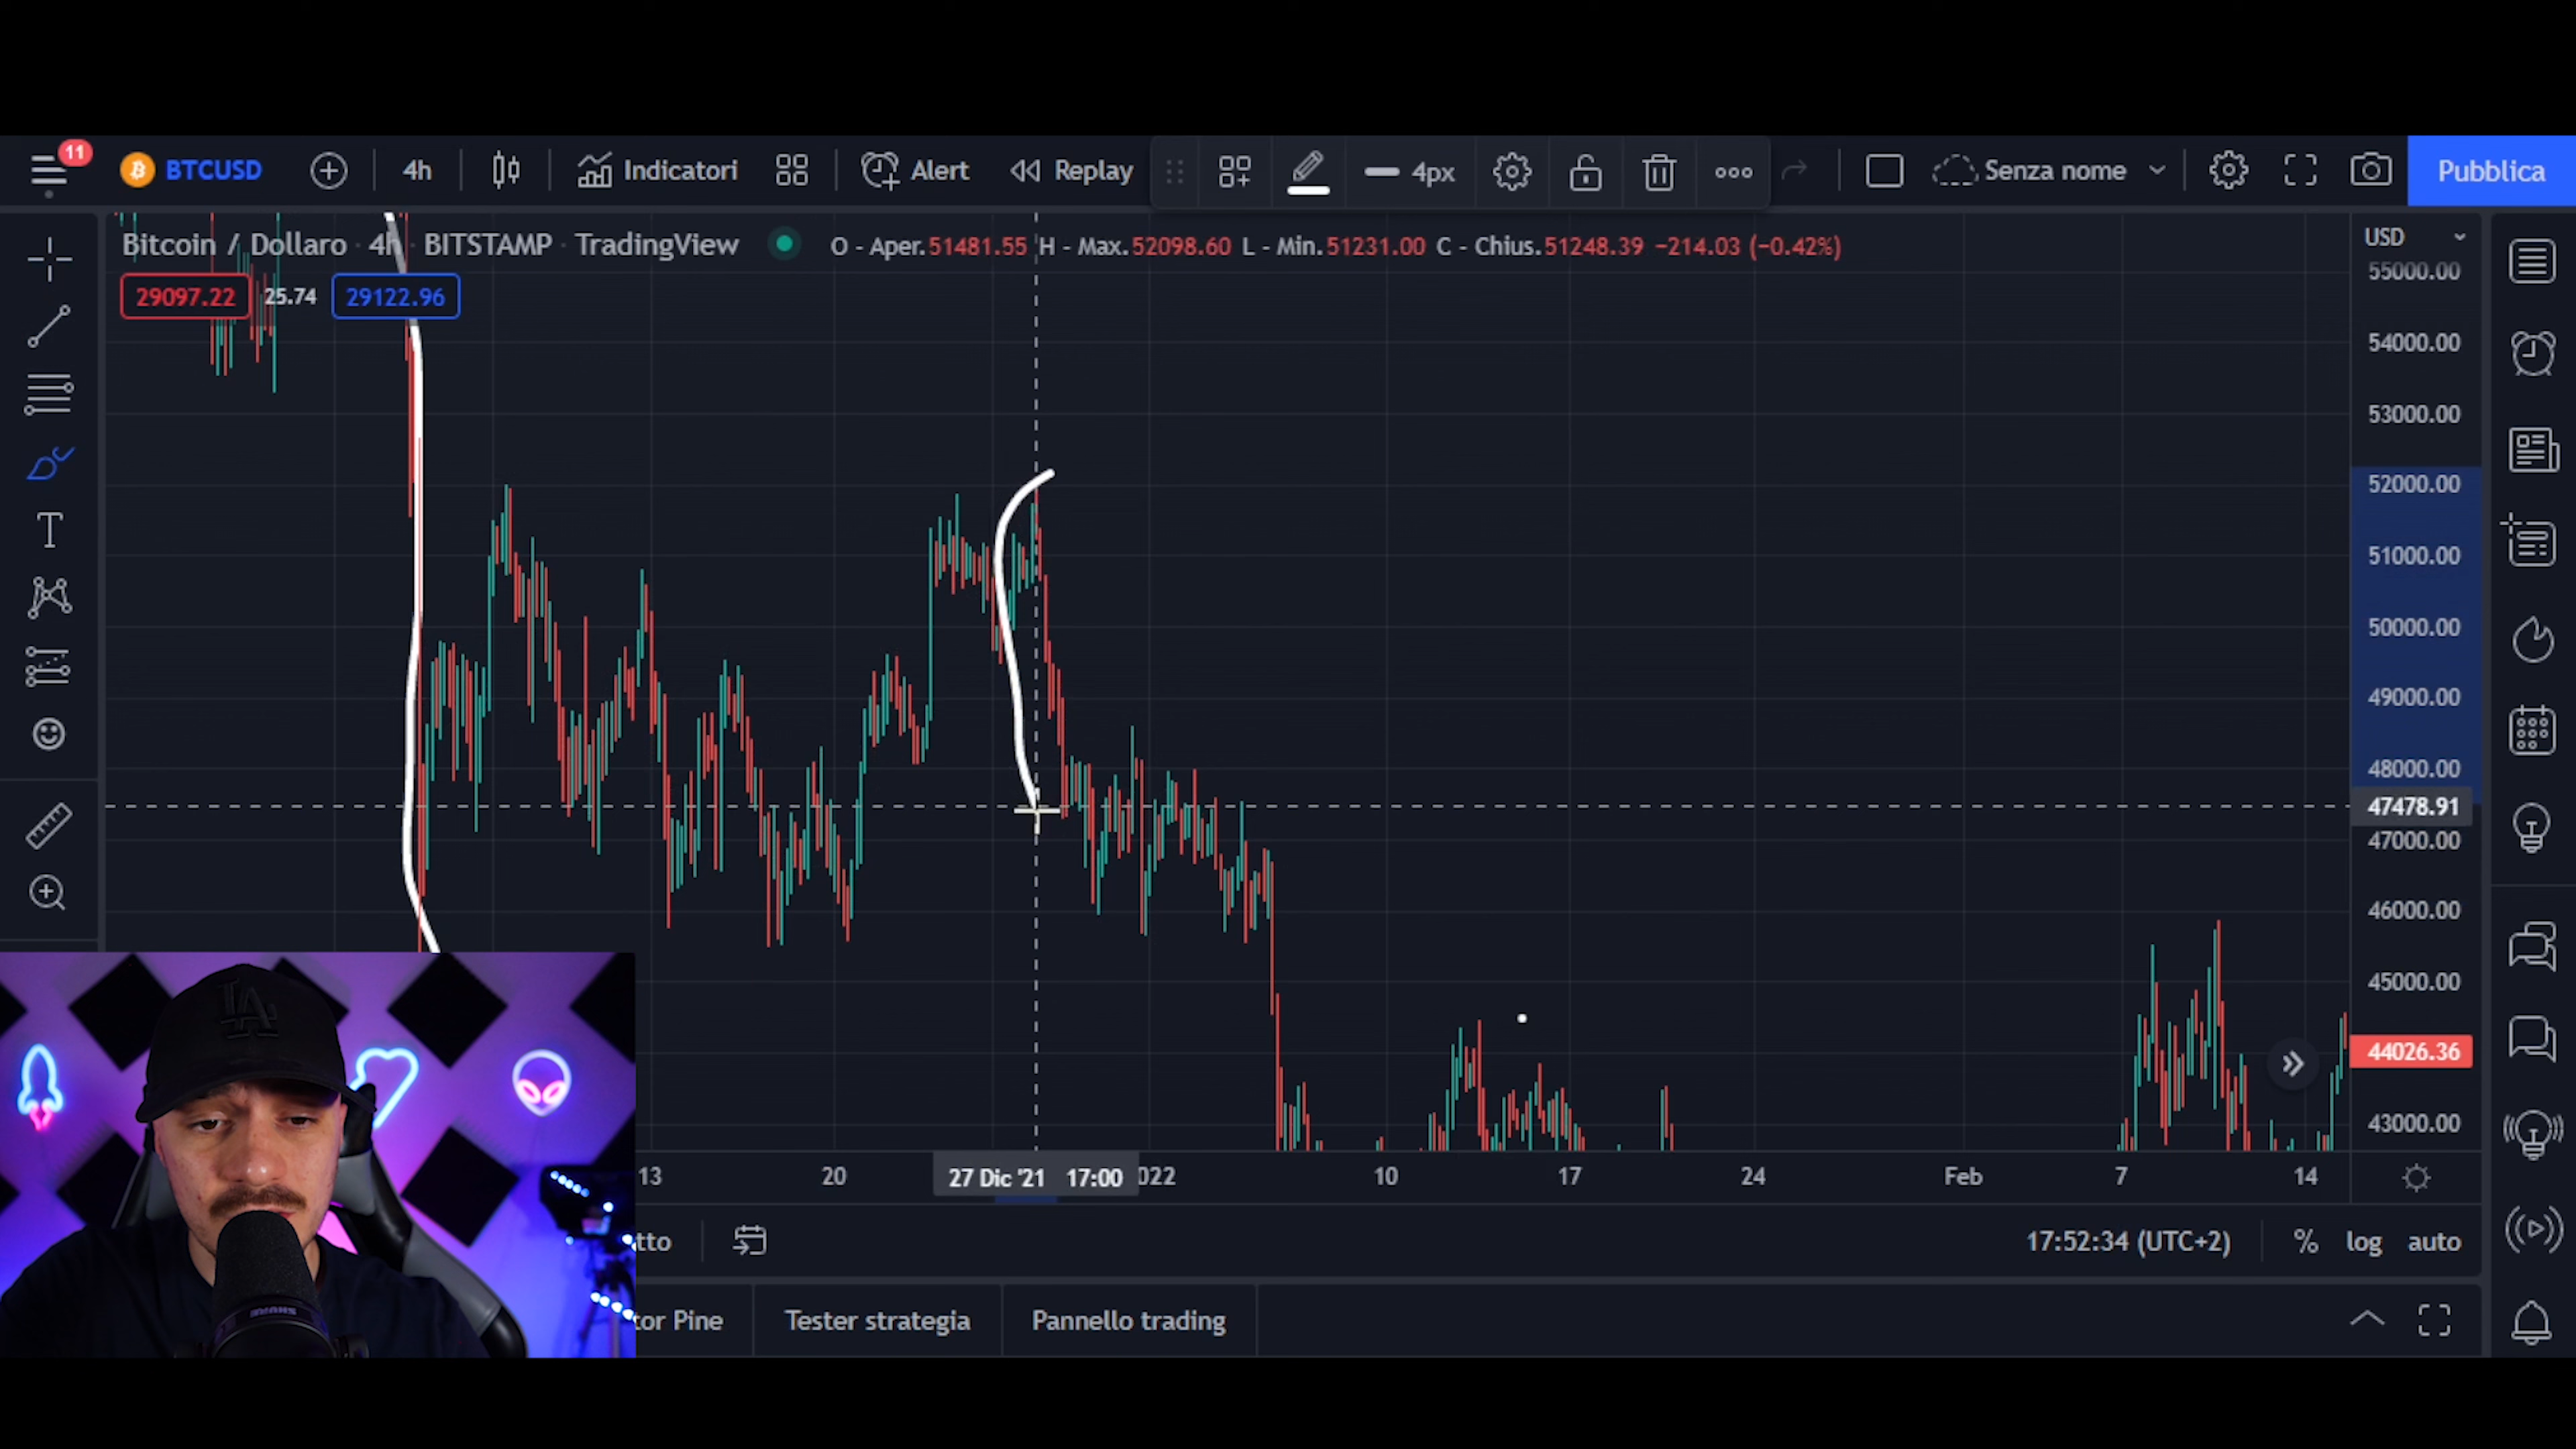 11
BTCUSD 4h Indicatori Alert Replay 4px Senza nome Pubblica
Bitcoin / Dollaro · 4h · BITSTAMP · TradingView O - Aper.51481.55 H - Max.52098.60 L - Min.51231.00 C - Chius.51248.39 −214.03 (−0.42%)
USD
29097.22 25.74 29122.96
55000.00
54000.00
53000.00
52000.00
51000.00
50000.00
49000.00
48000.00
47478.91
47000.00
46000.00
45000.00
44026.36
43000.00
LA
13 20 27 Dic '21 17:00 022 10 17 24 Feb 7 14
tto 17:52:34 (UTC+2) % log auto
tor Pine Tester strategia Pannello trading
SHURE